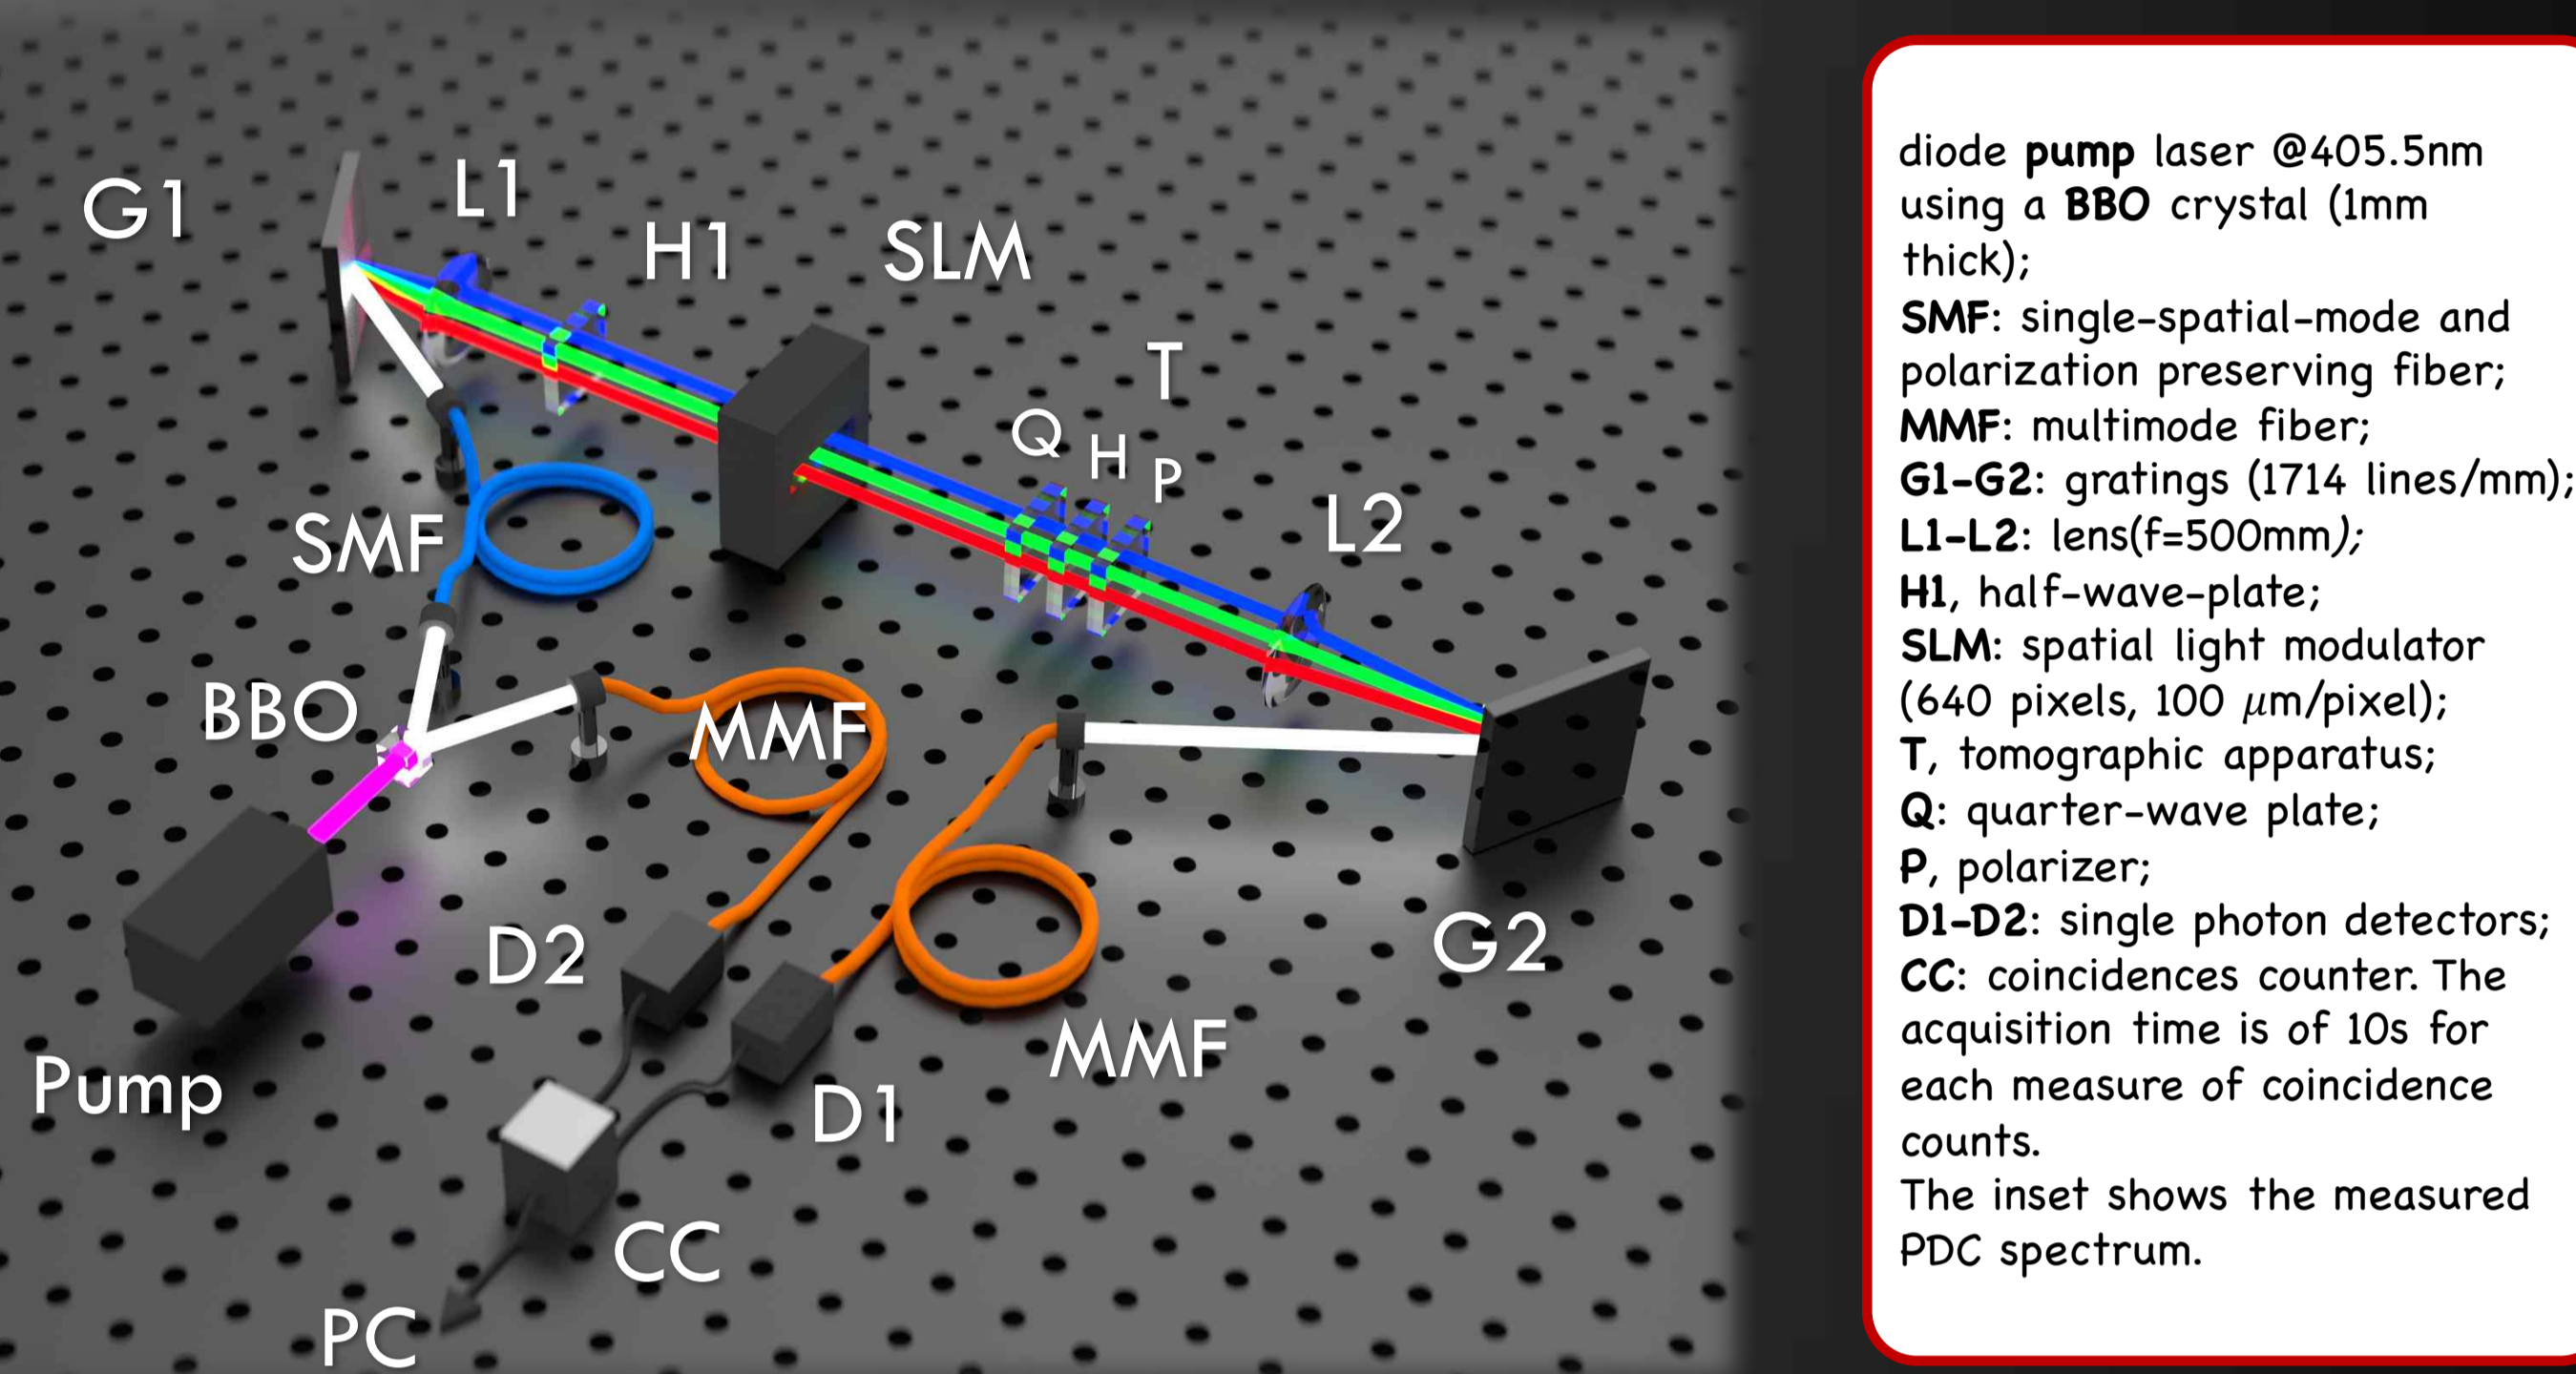 G1
L1
H1
SLM
T
Q
H
P
L2
SMF
BBO
MMF
D2
G2
MMF
Pump
D1
CC
PC
diode pump laser @405.5nm
using a BBO crystal (1mm
thick);
SMF: single-spatial-mode and
polarization preserving fiber;
MMF: multimode fiber;
G1-G2: gratings (1714 lines/mm);
L1-L2: lens(f=500mm);
H1, half-wave-plate;
SLM: spatial light modulator
(640 pixels, 100 μm/pixel);
T, tomographic apparatus;
Q: quarter-wave plate;
P, polarizer;
D1-D2: single photon detectors;
CC: coincidences counter. The
acquisition time is of 10s for
each measure of coincidence
counts.
The inset shows the measured
PDC spectrum.